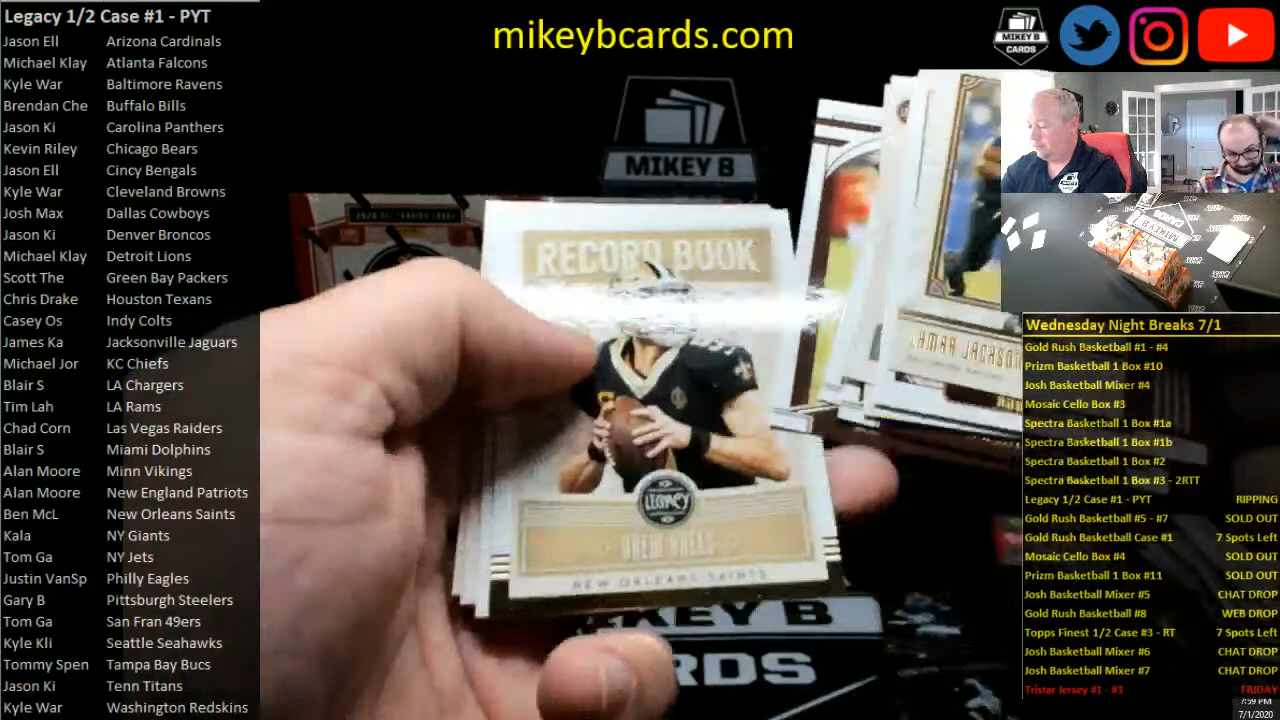 Legacy 1/2 Case #1 - PYT
Jason Ell Arizona Cardinals
Michael Klay Atlanta Falcons
Kyle War Baltimore Ravens
Brendan Che Buffalo Bills
Jason Ki Carolina Panthers
Kevin Riley Chicago Bears
Jason Ell Cincy Bengals
Kyle War Cleveland Browns
Josh Max Dallas Cowboys
Jason Ki Denver Broncos
Michael Klay Detroit Lions
Scott The Green Bay Packers
Chris Drake Houston Texans
Casey Os Indy Colts
James Ka Jacksonville Jaguars
Michael Jor KC Chiefs
Blair S LA Chargers
Tim Lah LA Rams
Chad Corn Las Vegas Raiders
Blair S Miami Dolphins
Alan Moore Minn Vikings
Alan Moore New England Patriots
Ben McL New Orleans Saints
Kala NY Giants
Tom Ga NY Jets
Justin VanSp Philly Eagles
Gary B Pittsburgh Steelers
Tom Ga San Fran 49ers
Kyle Kli Seattle Seahawks
Tommy Spen Tampa Bay Bucs
Jason Ki Tenn Titans
Kyle War Washington Redskins
mikeybcards.com
MIKEY B
CARDS
MIKEY B
RECORD BOOK
LEGACY
NEW ORLEANS SAINTS
AMAR JACKSON
MIKEY B
RDS
Wednesday Night Breaks 7/1
Gold Rush Basketball #1 - #4
Prizm Basketball 1 Box #10
Josh Basketball Mixer #4
Mosaic Cello Box #3
Spectra Basketball 1 Box #1a
Spectra Basketball 1 Box #1b
Spectra Basketball 1 Box #2
Spectra Basketball 1 Box #3 - 2RTT
Legacy 1/2 Case #1 - PYT RIPPING
Gold Rush Basketball #5 - #7 SOLD OUT
Gold Rush Basketball Case #1 7 Spots Left
Mosaic Cello Box #4 SOLD OUT
Prizm Basketball 1 Box #11 SOLD OUT
Josh Basketball Mixer #5 CHAT DROP
Gold Rush Basketball #8 WEB DROP
Topps Finest 1/2 Case #3 - RT 7 Spots Left
Josh Basketball Mixer #6 CHAT DROP
Josh Basketball Mixer #7 CHAT DROP
Tristar Jersey #1 - #3 FRIDAY
7:59 PM
7/1/2020